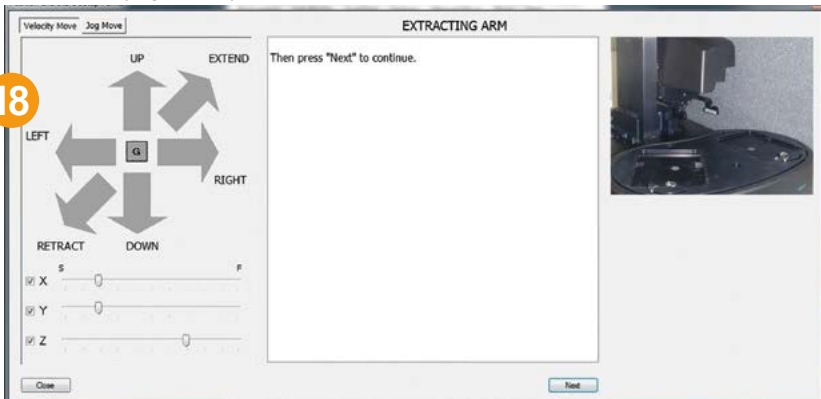 Velocity Move Jog Move
EXTRACTING ARM
18
UP
EXTEND
LEFT
G
RIGHT
RETRACT
DOWN
S F
X
Y
Z
Then press "Next" to continue.
Close
Next